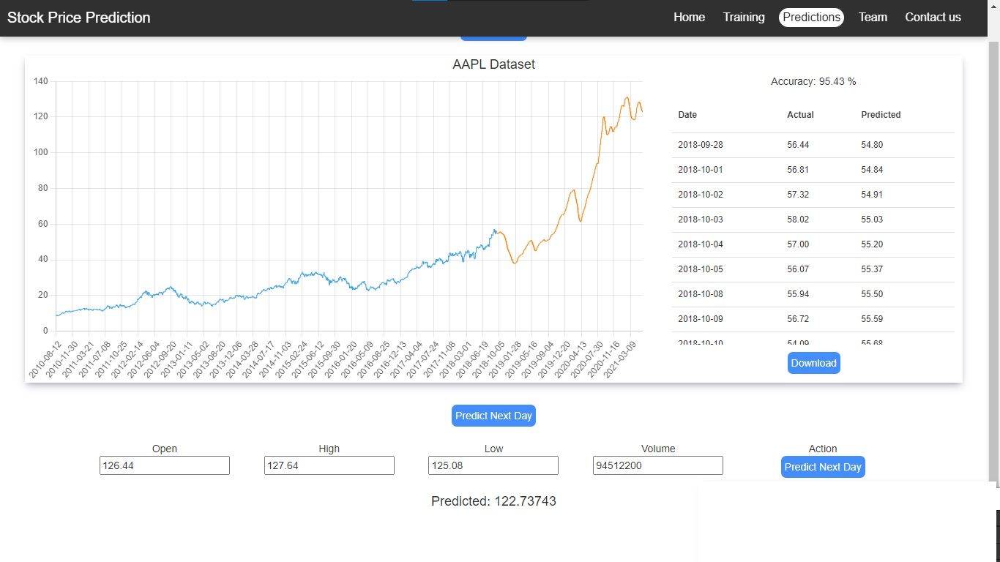 Stock Price Prediction Home Training Predictions Team Contact us
AAPL Dataset
140
120
100
80
60
40
20
0
2010-08-12 2010-11-30 2011-03-21 2011-07-08 2011-10-25 2012-02-14 2012-06-04 2012-09-20 2013-01-11 2013-05-02 2013-08-20 2013-12-06 2014-03-28 2014-07-17 2014-11-03 2015-02-24 2015-06-12 2015-09-30 2016-01-20 2016-05-09 2016-08-25 2016-12-13 2017-04-04 2017-07-24 2017-11-08 2018-03-01 2018-06-19 2018-10-05 2019-01-28 2019-05-16 2019-09-04 2019-12-20 2020-04-13 2020-07-30 2020-11-16 2021-03-09
Accuracy: 95.43 %
Date Actual Predicted
2018-09-28 56.44 54.80
2018-10-01 56.81 54.84
2018-10-02 57.32 54.91
2018-10-03 58.02 55.03
2018-10-04 57.00 55.20
2018-10-05 56.07 55.37
2018-10-08 55.94 55.50
2018-10-09 56.72 55.59
2018-10-10 54.09 55.68
Download
Predict Next Day
Open High Low Volume Action
126.44 127.64 125.08 94512200 Predict Next Day
Predicted: 122.73743